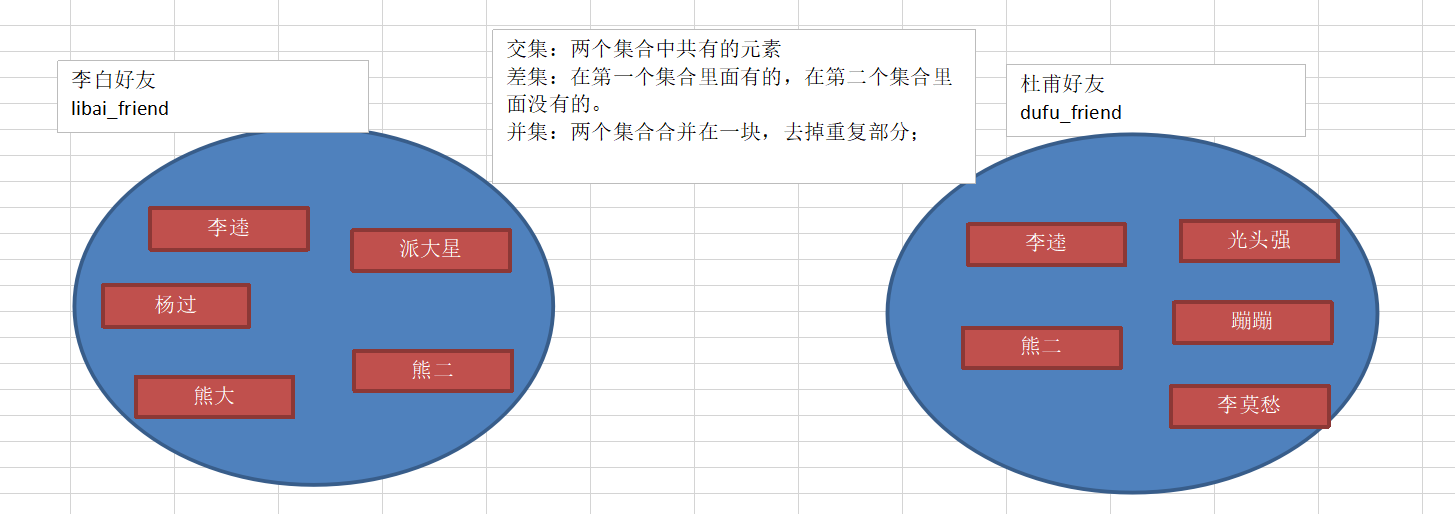 李白好友
libai_friend
交集：两个集合中共有的元素
差集：在第一个集合里面有的，在第二个集合里
面没有的。
并集：两个集合合并在一块，去掉重复部分；
杜甫好友
dufu_friend
李逵
派大星
杨过
熊二
熊大
李逵
光头强
蹦蹦
熊二
李莫愁